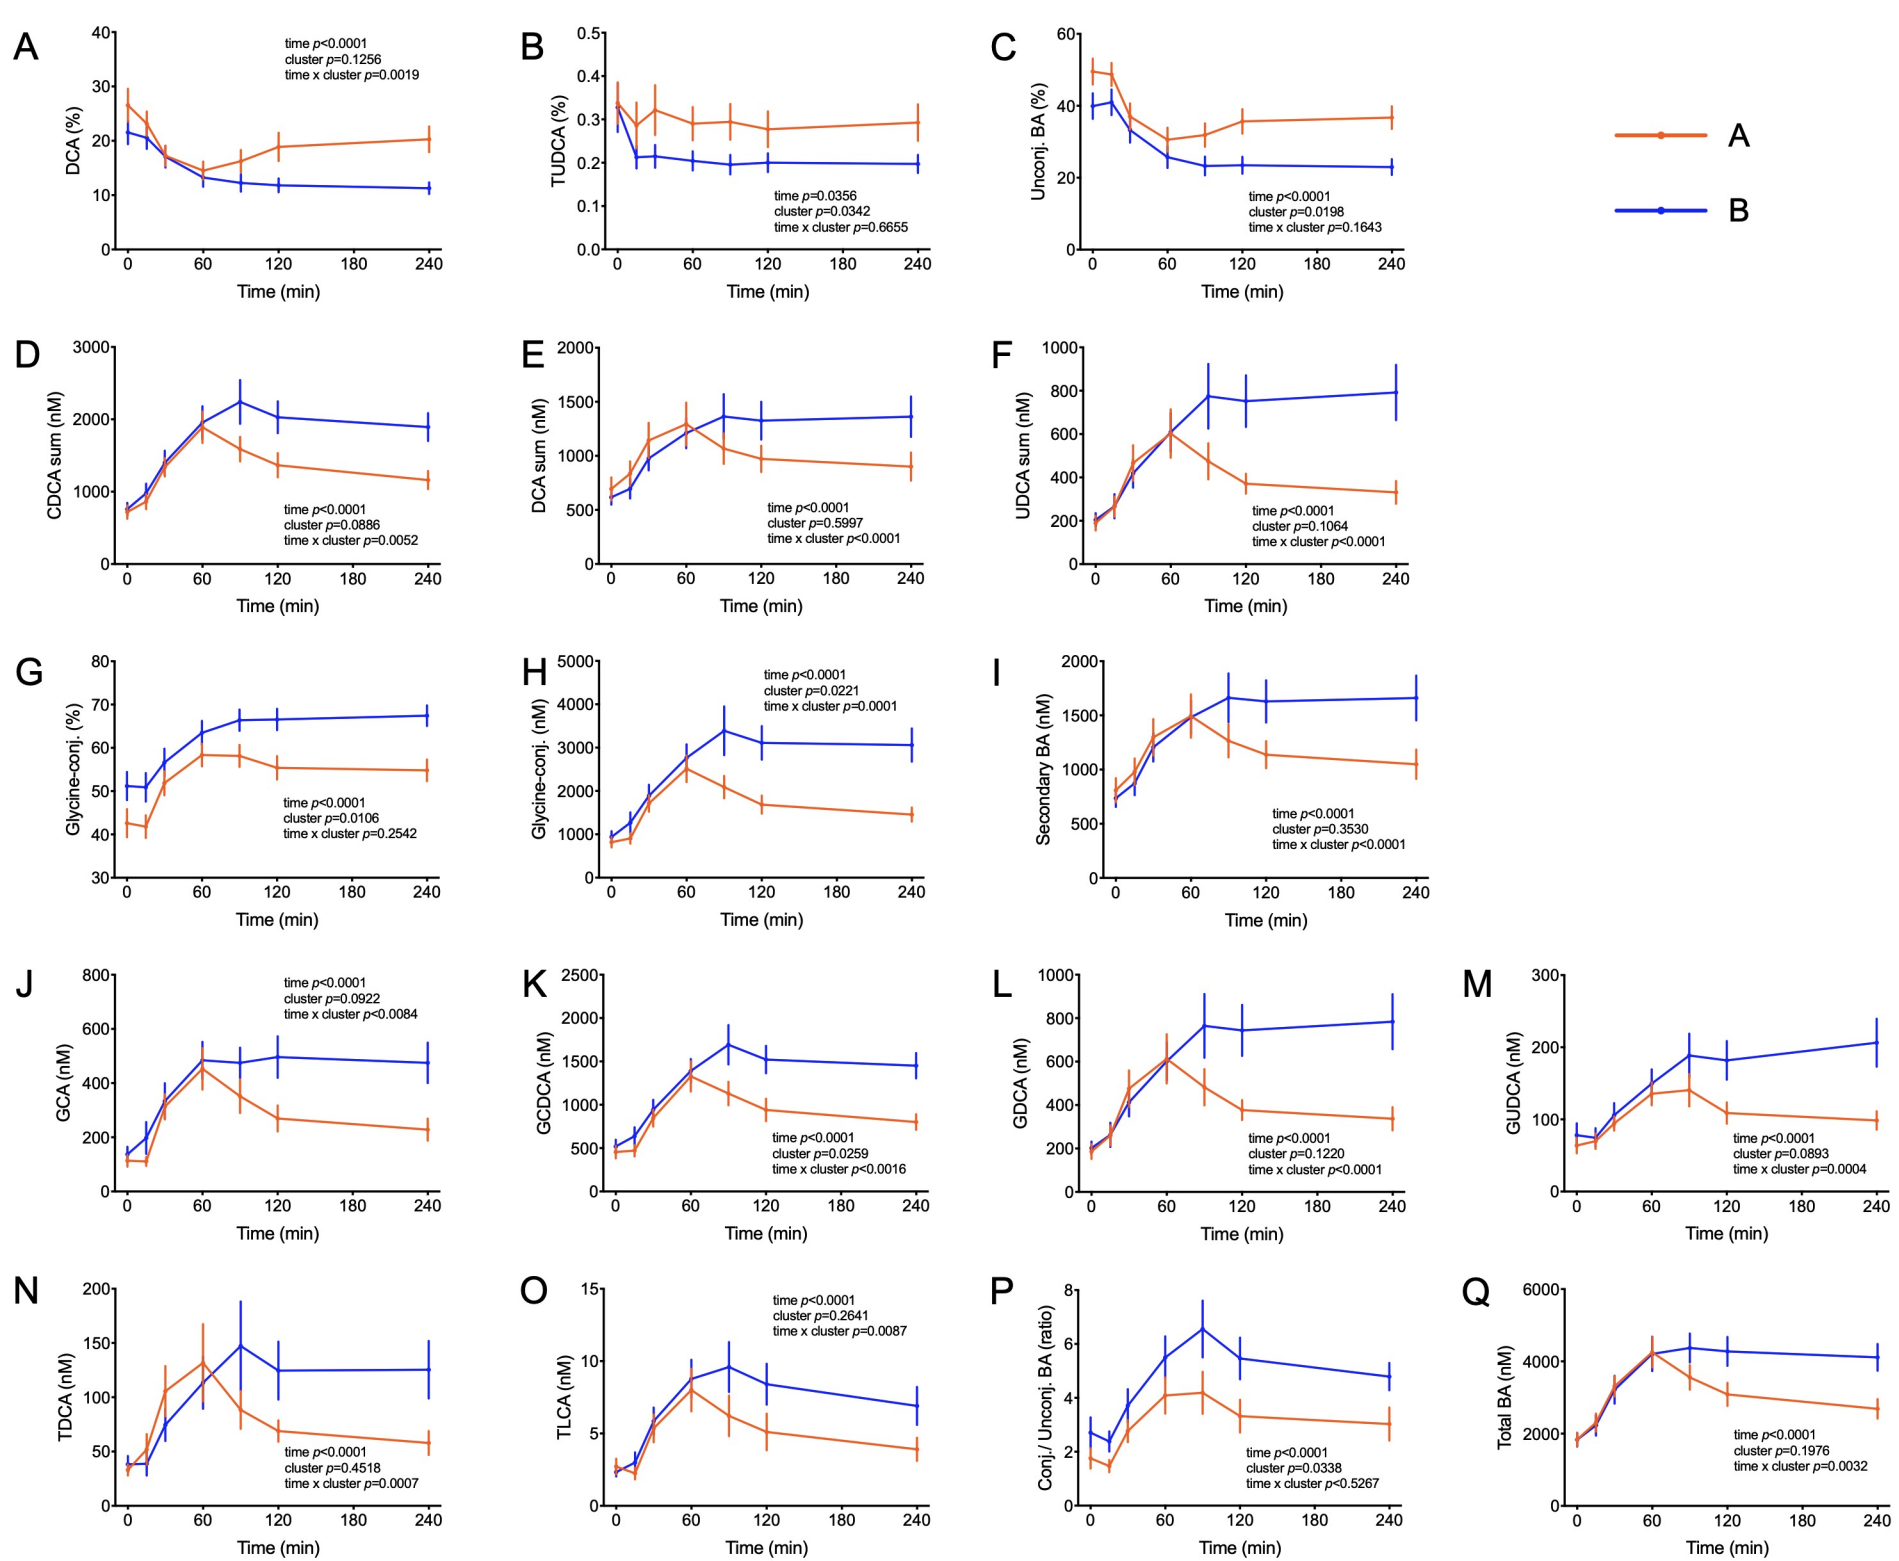 A
DCA (%)
40
30
20
10
0
time p<0.0001
cluster p=0.1256
time x cluster p=0.0019
0 60 120 180 240
Time (min)
B
TUDCA (%)
0.5
0.4
0.3
0.2
0.1
0.0
time p=0.0356
cluster p=0.0342
time x cluster p=0.6655
0 60 120 180 240
Time (min)
C
Unconj. BA (%)
60
40
20
0
time p<0.0001
cluster p=0.0198
time x cluster p=0.1643
0 60 120 180 240
Time (min)
A
B
D
CDCA sum (nM)
3000
2000
1000
0
time p<0.0001
cluster p=0.0886
time x cluster p=0.0052
0 60 120 180 240
Time (min)
E
DCA sum (nM)
2000
1500
1000
500
0
time p<0.0001
cluster p=0.5997
time x cluster p<0.0001
0 60 120 180 240
Time (min)
F
UDCA sum (nM)
1000
800
600
400
200
0
time p<0.0001
cluster p=0.1064
time x cluster p<0.0001
0 60 120 180 240
Time (min)
G
Glycine-conj. (%)
80
70
60
50
40
30
time p<0.0001
cluster p=0.0106
time x cluster p=0.2542
0 60 120 180 240
Time (min)
H
Glycine-conj. (nM)
5000
4000
3000
2000
1000
0
time p<0.0001
cluster p=0.0221
time x cluster p=0.0001
0 60 120 180 240
Time (min)
I
Secondary BA (nM)
2000
1500
1000
500
0
time p<0.0001
cluster p=0.3530
time x cluster p<0.0001
0 60 120 180 240
Time (min)
J
GCA (nM)
800
600
400
200
0
time p<0.0001
cluster p=0.0922
time x cluster p<0.0084
0 60 120 180 240
Time (min)
K
GCDCA (nM)
2500
2000
1500
1000
500
0
time p<0.0001
cluster p=0.0259
time x cluster p<0.0016
0 60 120 180 240
Time (min)
L
GDCA (nM)
1000
800
600
400
200
0
time p<0.0001
cluster p=0.1220
time x cluster p<0.0001
0 60 120 180 240
Time (min)
M
GUDCA (nM)
300
200
100
0
time p<0.0001
cluster p=0.0893
time x cluster p=0.0004
0 60 120 180 240
Time (min)
N
TDCA (nM)
200
150
100
50
0
time p<0.0001
cluster p=0.4518
time x cluster p=0.0007
0 60 120 180 240
Time (min)
O
TLCA (nM)
15
10
5
0
time p<0.0001
cluster p=0.2641
time x cluster p=0.0087
0 60 120 180 240
Time (min)
P
Conj./ Unconj. BA (ratio)
8
6
4
2
0
time p<0.0001
cluster p=0.0338
time x cluster p<0.5267
0 60 120 180 240
Time (min)
Q
Total BA (nM)
6000
4000
2000
0
time p<0.0001
cluster p=0.1976
time x cluster p=0.0032
0 60 120 180 240
Time (min)